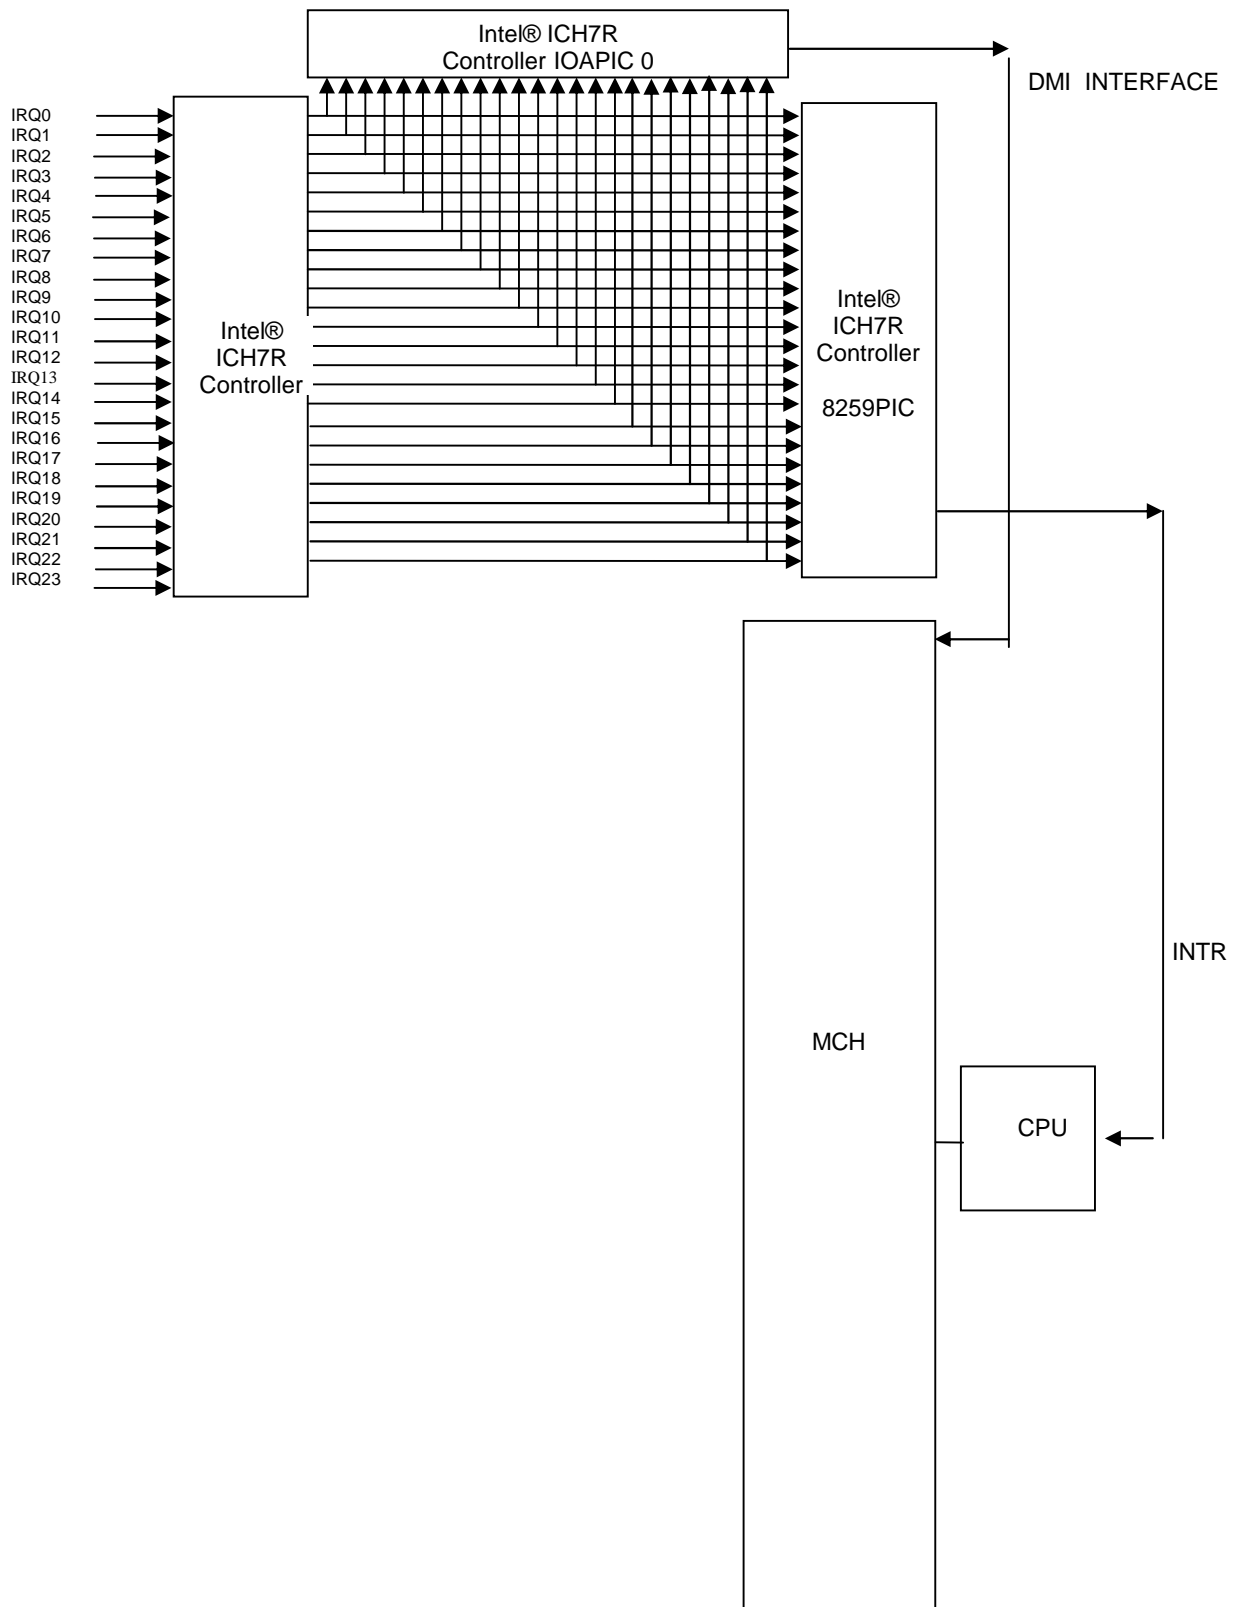 Intel® ICH7R
Controller IOAPIC 0
DMI INTERFACE
IRQ0
IRQ1
IRQ2
IRQ3
IRQ4
IRQ5
IRQ6
IRQ7
IRQ8
IRQ9
IRQ10
IRQ11
IRQ12
IRQ13
IRQ14
IRQ15
IRQ16
IRQ17
IRQ18
IRQ19
IRQ20
IRQ21
IRQ22
IRQ23
Intel®
ICH7R
Controller
Intel®
ICH7R
Controller
8259PIC
INTR
MCH
CPU